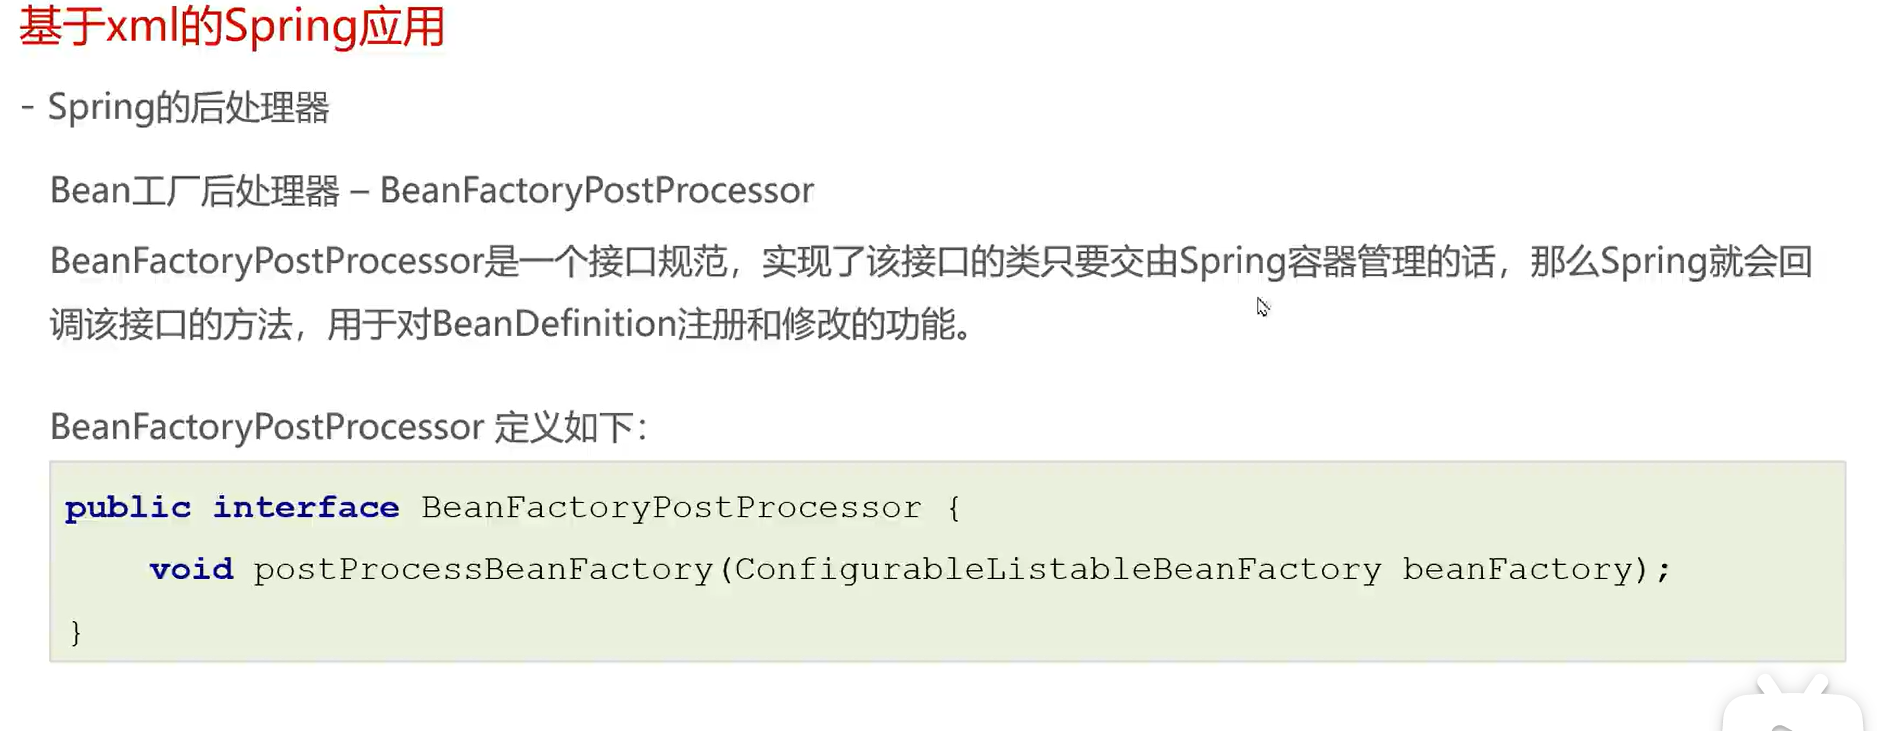 基于xml的Spring应用
- Spring的后处理器
Bean工厂后处理器 – BeanFactoryPostProcessor
BeanFactoryPostProcessor是一个接口规范，实现了该接口的类只要交由Spring容器管理的话，那么Spring就会回
调该接口的方法，用于对BeanDefinition注册和修改的功能。
BeanFactoryPostProcessor 定义如下：
public interface BeanFactoryPostProcessor {
    void postProcessBeanFactory(ConfigurableListableBeanFactory beanFactory);
}